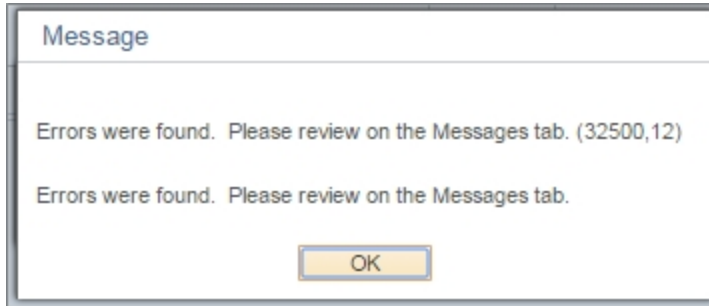 Message
Errors were found.  Please review on the Messages tab. (32500,12)
Errors were found.  Please review on the Messages tab.
OK